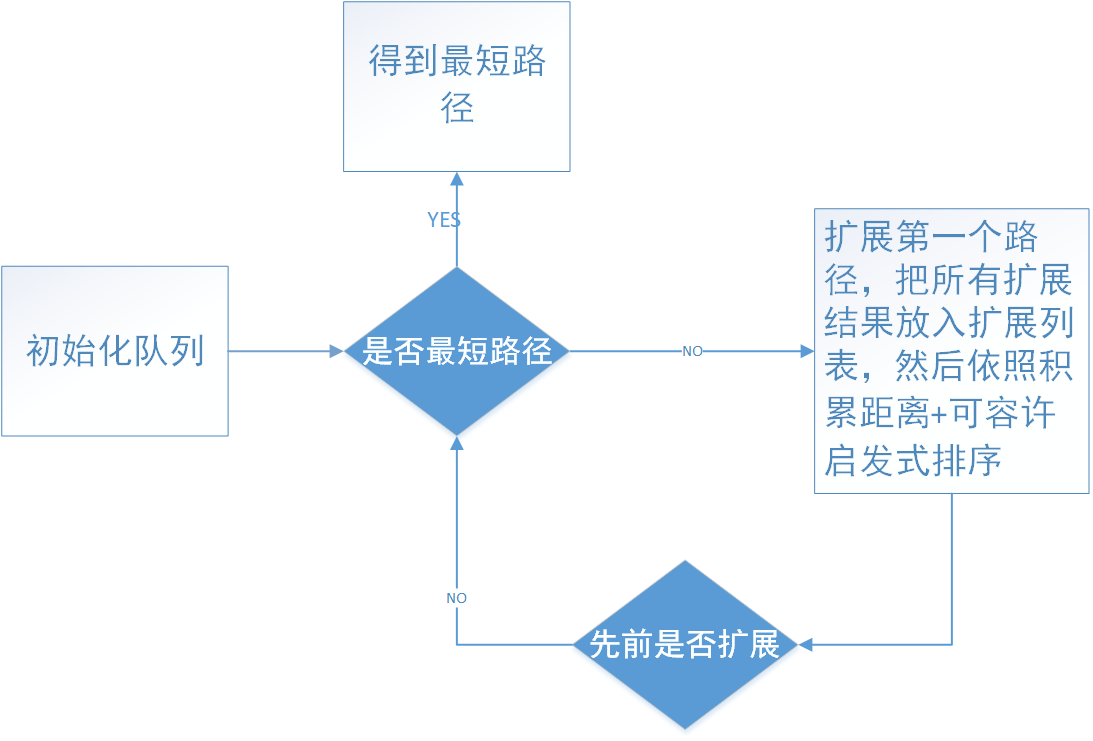 得到最短路
径
YES
初始化队列
是否最短路径
NO
扩展第一个路
径，把所有扩展
结果放入扩展列
表，然后依照积
累距离+可容许
启发式排序
NO
先前是否扩展